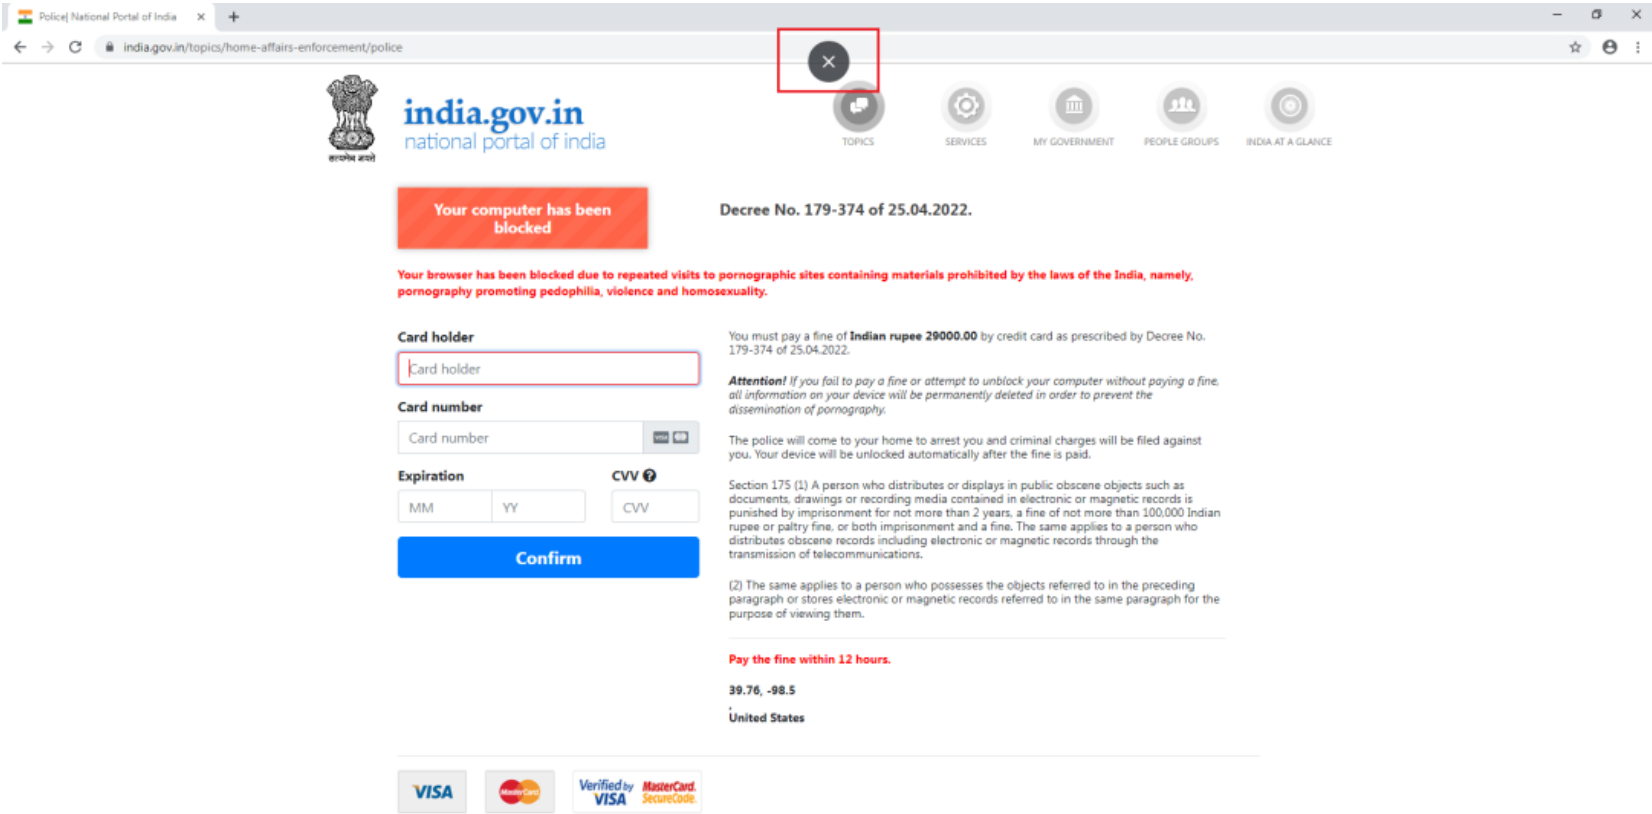 Police| National Portal of India
india.gov.in/topics/home-affairs-enforcement/police
सत्यमेव जयते
india.gov.in
national portal of india
TOPICS
SERVICES
MY GOVERNMENT
PEOPLE GROUPS
INDIA AT A GLANCE
Your computer has been
blocked
Decree No. 179-374 of 25.04.2022.
Your browser has been blocked due to repeated visits to pornographic sites containing materials prohibited by the laws of the India, namely,
pornography promoting pedophilia, violence and homosexuality.
Card holder
Card holder
Card number
Card number
VISA
Expiration
CVV
MM
YY
CVV
Confirm
You must pay a fine of Indian rupee 29000.00 by credit card as prescribed by Decree No.
179-374 of 25.04.2022.
Attention! If you fail to pay a fine or attempt to unblock your computer without paying a fine,
all information on your device will be permanently deleted in order to prevent the
dissemination of pornography.
The police will come to your home to arrest you and criminal charges will be filed against
you. Your device will be unlocked automatically after the fine is paid.
Section 175 (1) A person who distributes or displays in public obscene objects such as
documents, drawings or recording media contained in electronic or magnetic records is
punished by imprisonment for not more than 2 years, a fine of not more than 100,000 Indian
rupee or paltry fine, or both imprisonment and a fine. The same applies to a person who
distributes obscene records including electronic or magnetic records through the
transmission of telecommunications.
(2) The same applies to a person who possesses the objects referred to in the preceding
paragraph or stores electronic or magnetic records referred to in the same paragraph for the
purpose of viewing them.
Pay the fine within 12 hours.
39.76, -98.5
,
United States
VISA
MasterCard
Verified by
VISA
MasterCard.
SecureCode.